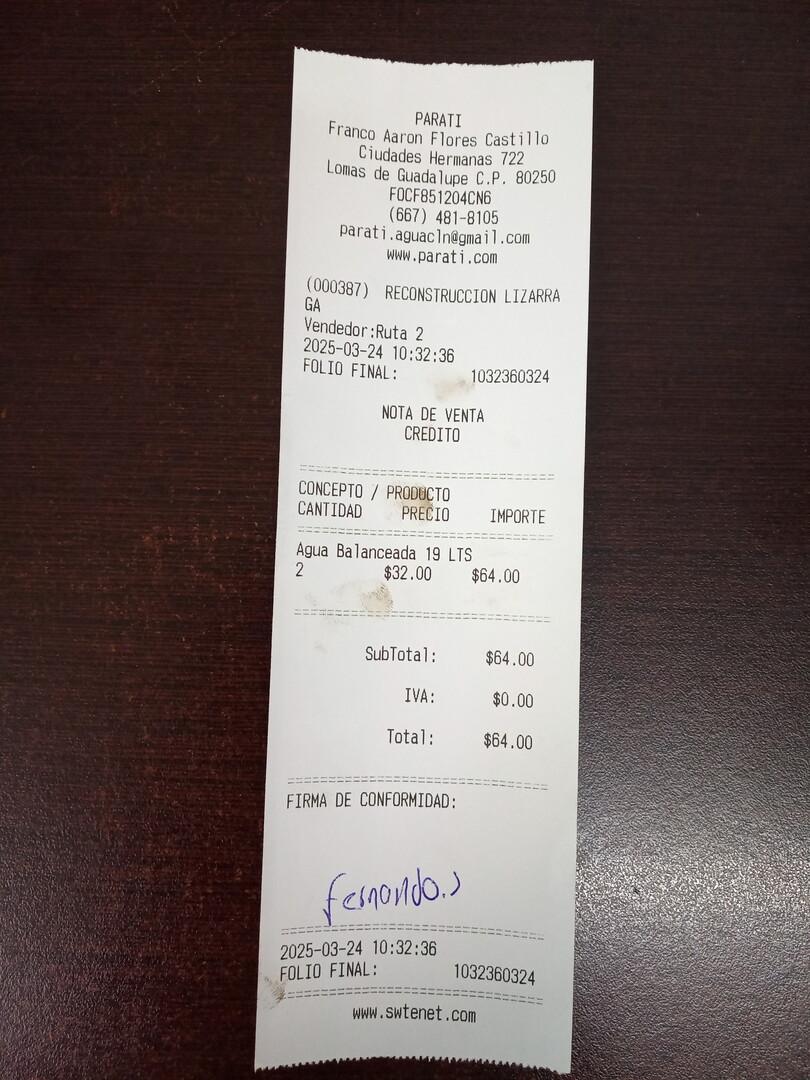 PARATI
Franco Aaron Flores Castillo
Ciudades Hermanas 722
Lomas de Guadalupe C.P. 80250
FOCF851204CN6
(667) 481-8105
parati.aguacln@gmail.com
www.parati.com
(000387) RECONSTRUCCION LIZARRA
GA
Vendedor:Ruta 2
2025-03-24 10:32:36
FOLIO FINAL: 1032360324
NOTA DE VENTA
CREDITO
CONCEPTO / PRODUCTO
CANTIDAD PRECIO IMPORTE
Agua Balanceada 19 LTS
2 $32.00 $64.00
SubTotal: $64.00
IVA: $0.00
Total: $64.00
FIRMA DE CONFORMIDAD:
fernando.J
2025-03-24 10:32:36
FOLIO FINAL: 1032360324
www.swtenet.com